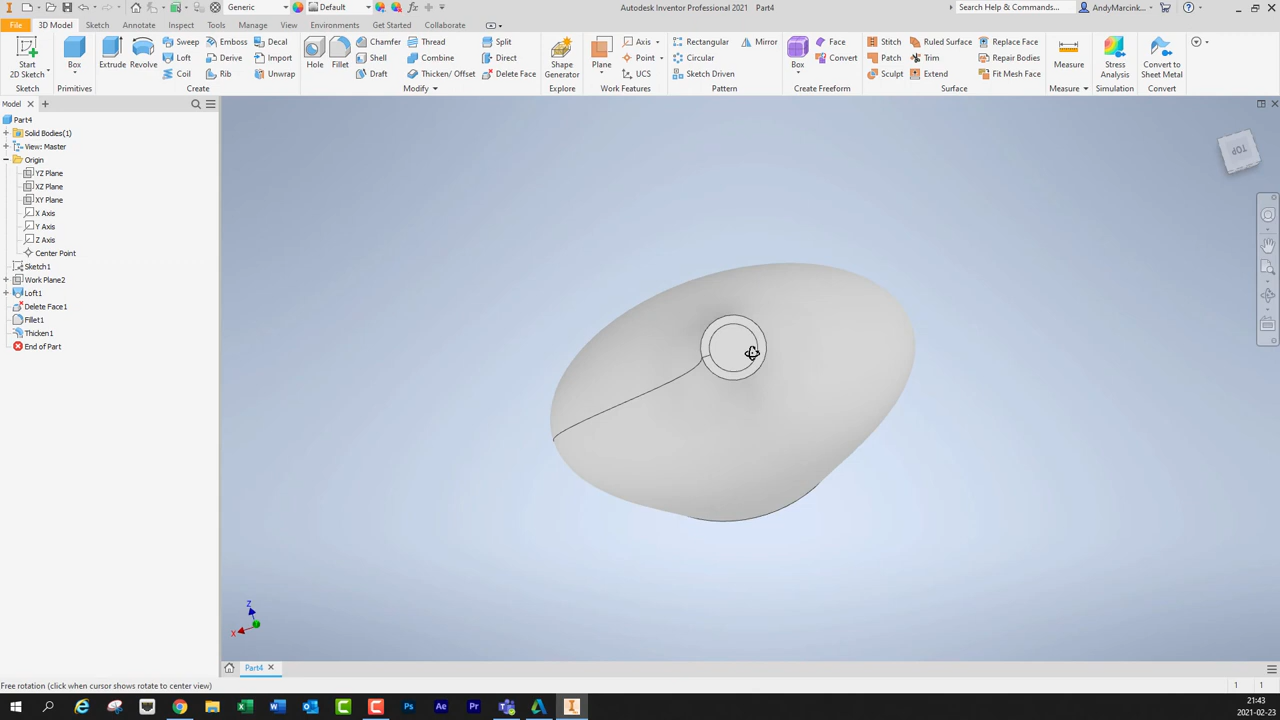 Generic
Default
Autodesk Inventor Professional 2021 Part4
Search Help & Commands...
AndyMarcink...
File
3D Model
Sketch
Annotate
Inspect
Tools
Manage
View
Environments
Get Started
Collaborate
Start
2D Sketch
Sketch
Box
Primitives
Extrude
Revolve
Sweep
Loft
Coil
Emboss
Derive
Rib
Decal
Import
Unwrap
Create
Hole
Fillet
Chamfer
Shell
Draft
Thread
Combine
Thicken/ Offset
Split
Direct
Delete Face
Modify
Shape
Generator
Explore
Plane
Axis
Point
UCS
Work Features
Rectangular
Circular
Sketch Driven
Mirror
Pattern
Box
Face
Convert
Create Freeform
Stitch
Patch
Sculpt
Ruled Surface
Trim
Extend
Replace Face
Repair Bodies
Fit Mesh Face
Surface
Measure
Measure
Stress
Analysis
Simulation
Convert to
Sheet Metal
Convert
Model
Part4
Solid Bodies(1)
View: Master
Origin
YZ Plane
XZ Plane
XY Plane
X Axis
Y Axis
Z Axis
Center Point
Sketch1
Work Plane2
Loft1
Delete Face1
Fillet1
Thicken1
End of Part
TOP
Z
X
Part4
Free rotation (click when cursor shows rotate to center view)
1 1
21:43
2021-02-23